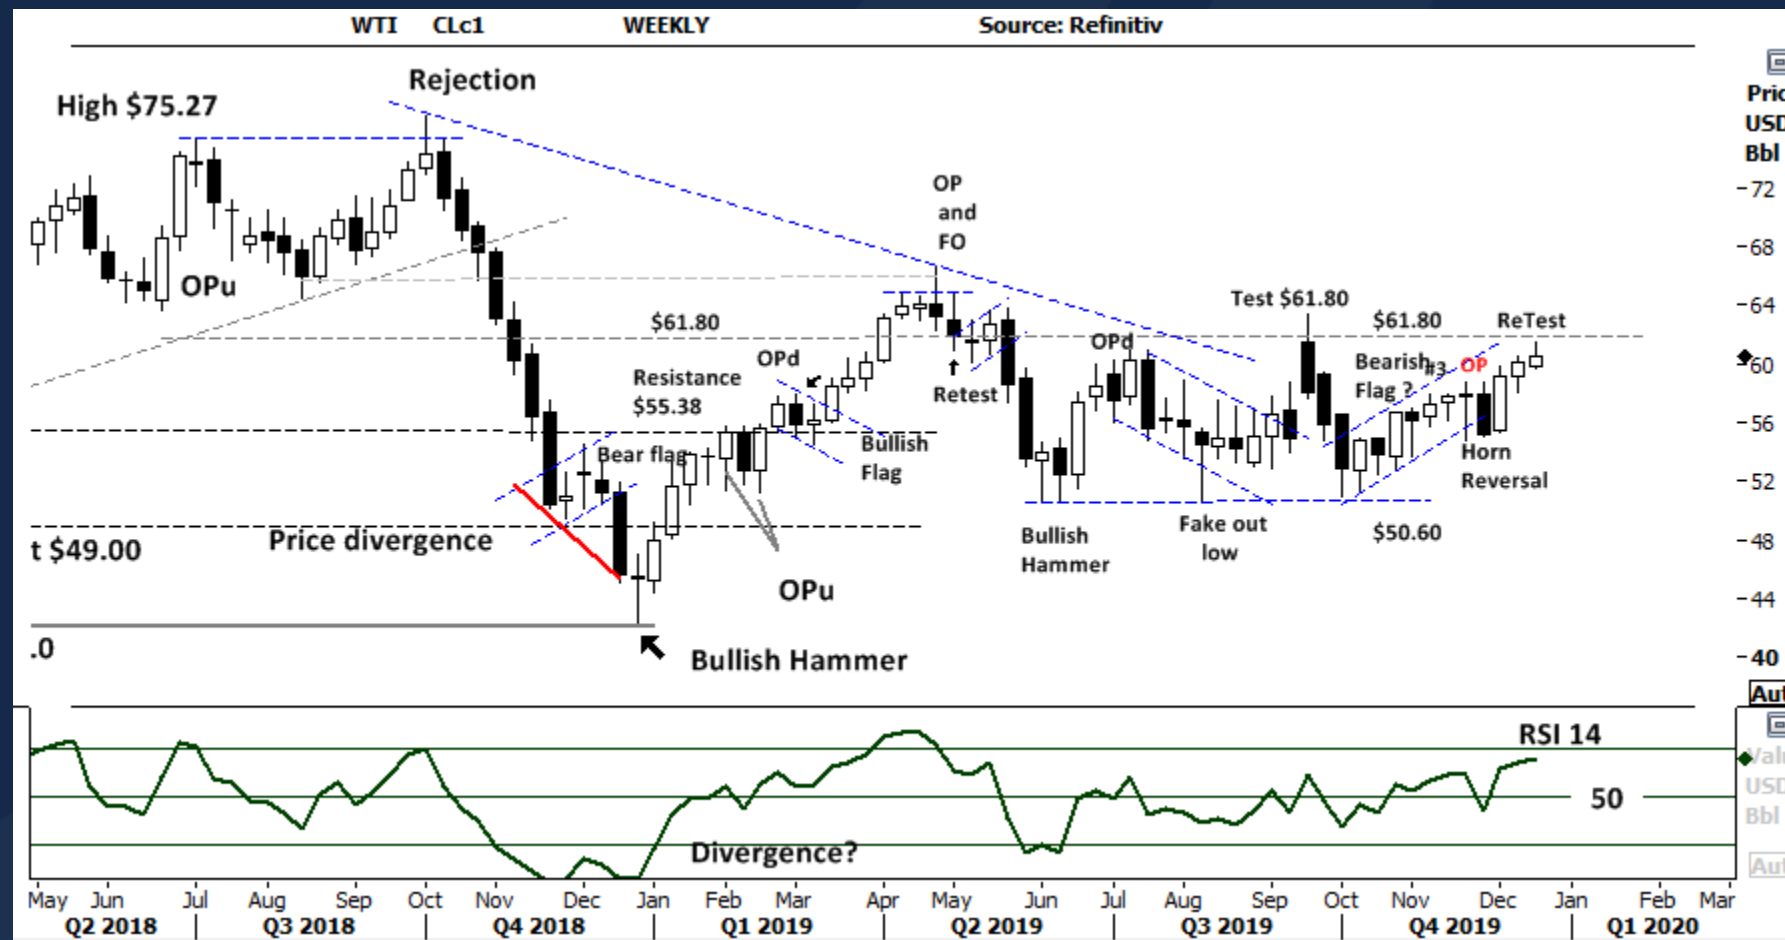 WTI CLc1 WEEKLY Source: Refinitiv
High $75.27
Rejection
OPu
OP
and
FO
$61.80
OPd
Resistance
$55.38
Bear flag
Bullish
Flag
Retest
OPd
Test $61.80
$61.80
ReTest
Bearish
Flag ?
#3
OP
Horn
Reversal
Price divergence
t $49.00
OPu
Bullish
Hammer
Fake out
low
$50.60
.0
Bullish Hammer
Pric
USD
Bbl
72
68
64
60
56
52
48
44
40
Aut
RSI 14
50
Divergence?
Valu
USD
Bbl
Aut
May Jun Jul Aug Sep Oct Nov Dec Jan Feb Mar Apr May Jun Jul Aug Sep Oct Nov Dec Jan Feb Mar
Q2 2018 Q3 2018 Q4 2018 Q1 2019 Q2 2019 Q3 2019 Q4 2019 Q1 2020